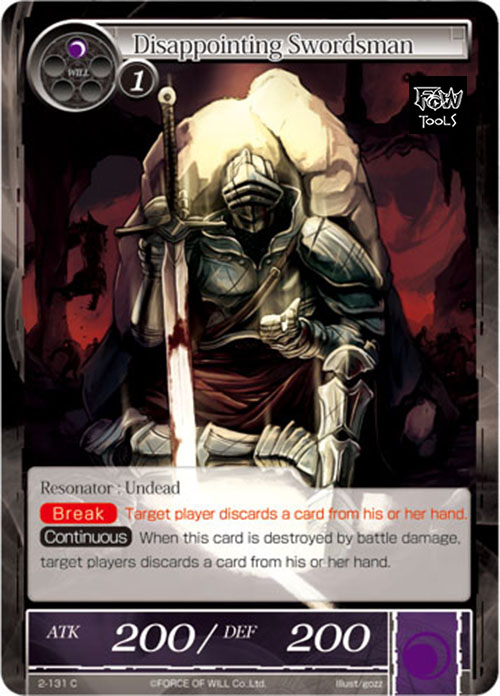 Disappointing Swordsman
WILL
1
FOW
TOOLS
Resonator : Undead
Break Target player discards a card from his or her hand.
Continuous When this card is destroyed by battle damage,
target players discards a card from his or her hand.
ATK 200/ DEF 200
2-131 C ©FORCE OF WILL Co.,Ltd. Illust/gozz